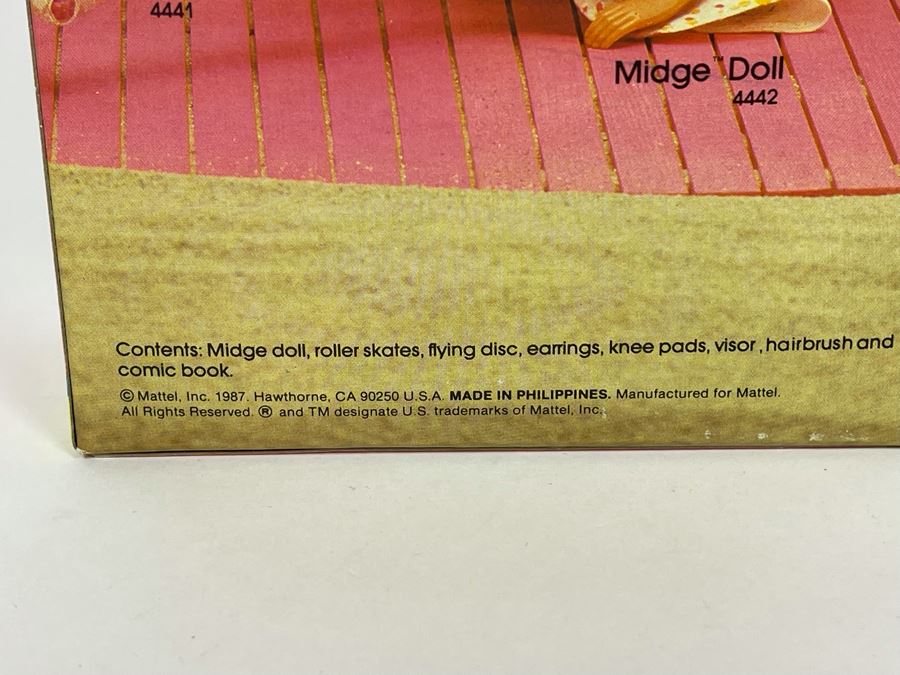 4441
Midge™ Doll
4442
Contents: Midge doll, roller skates, flying disc, earrings, knee pads, visor, hairbrush and
comic book.
© Mattel, Inc. 1987. Hawthorne, CA 90250 U.S.A. MADE IN PHILIPPINES. Manufactured for Mattel.
All Rights Reserved. ® and TM designate U.S. trademarks of Mattel, Inc.